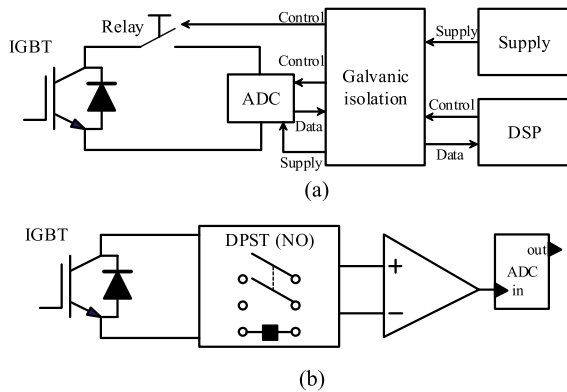 Relay
IGBT
Control
Control
ADC
Data
Supply
Galvanic
isolation
Supply
Supply
Control
Data
DSP
(a)
IGBT
DPST (NO)
+
−
out
ADC
in
(b)